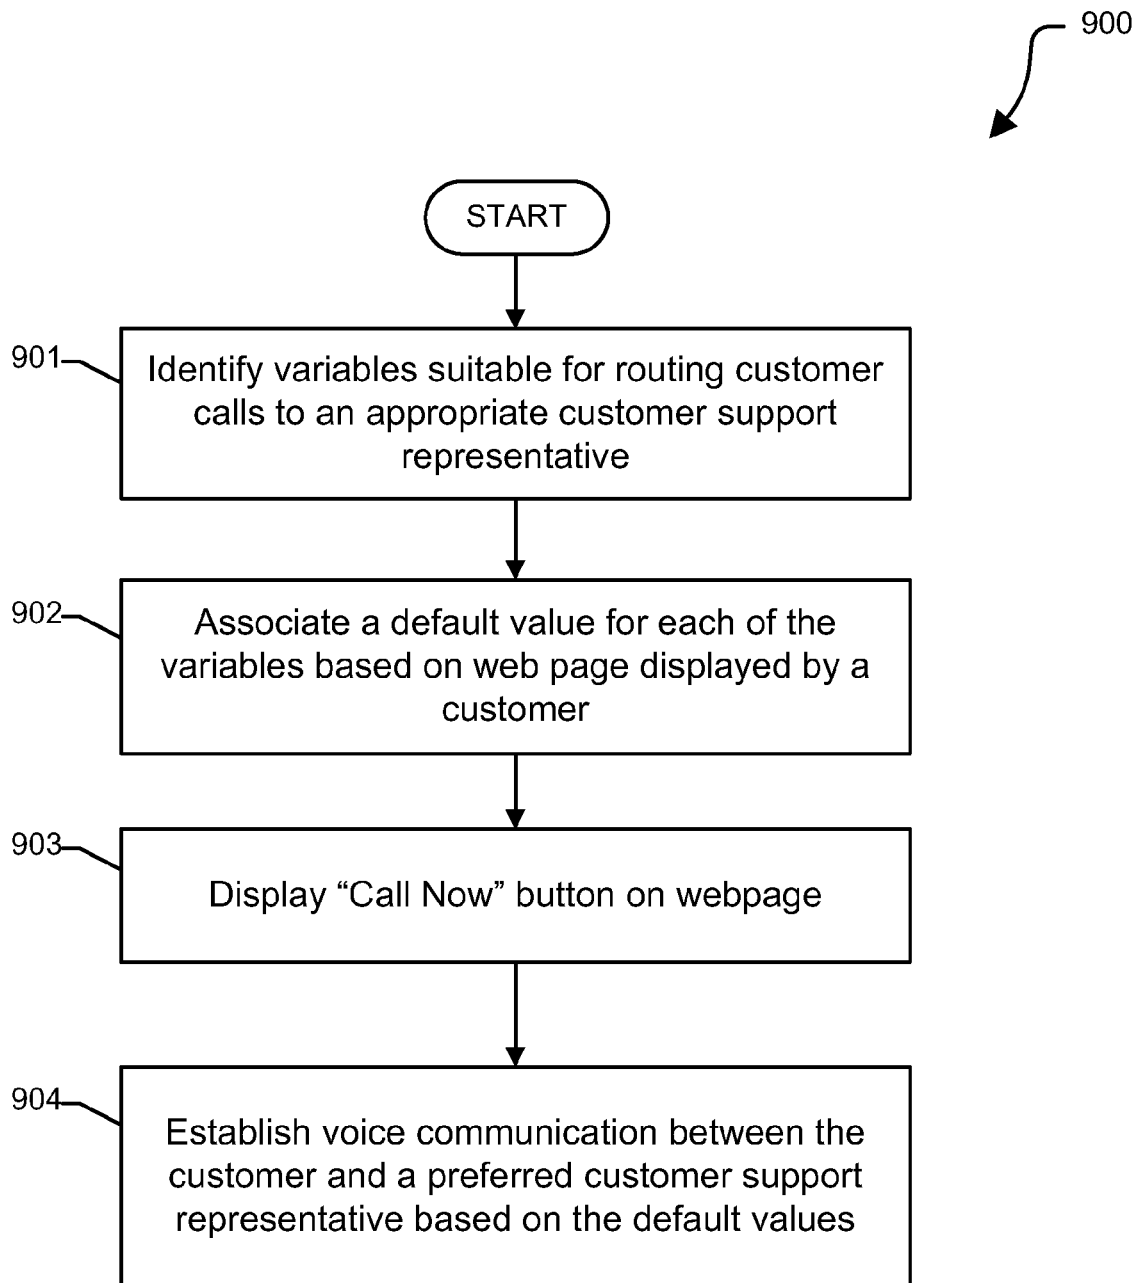 900
START
901
Identify variables suitable for routing customer
calls to an appropriate customer support
representative
902
Associate a default value for each of the
variables based on web page displayed by a
customer
903
Display “Call Now” button on webpage
904
Establish voice communication between the
customer and a preferred customer support
representative based on the default values